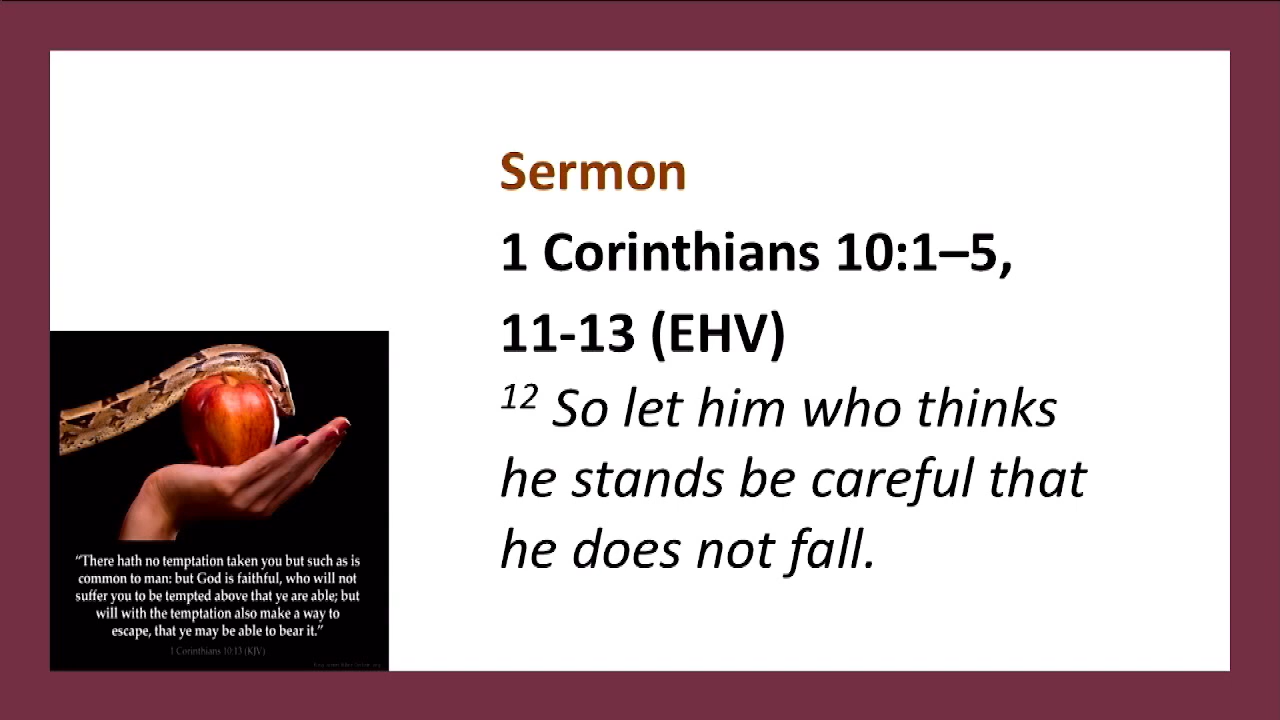 Sermon
1 Corinthians 10:1–5,
11-13 (EHV)
12 So let him who thinks
he stands be careful that
he does not fall.
“There hath no temptation taken you but such as is
common to man: but God is faithful, who will not
suffer you to be tempted above that ye are able; but
will with the temptation also make a way to
escape, that ye may be able to bear it.”
1 Corinthians 10:13 (KJV)